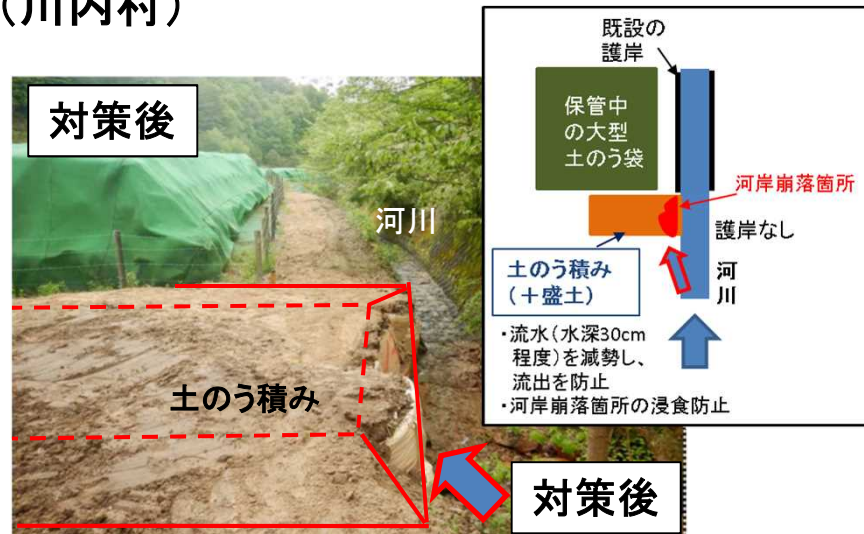 （川内村）
対策後
河川
土のう積み
対策後
既設の
護岸
保管中
の大型
土のう袋
河岸崩落箇所
護岸なし
土のう積み
（＋盛土）
河
川
・流水（水深30cm
程度）を減勢し、
流出を防止
・河岸崩落箇所の浸食防止